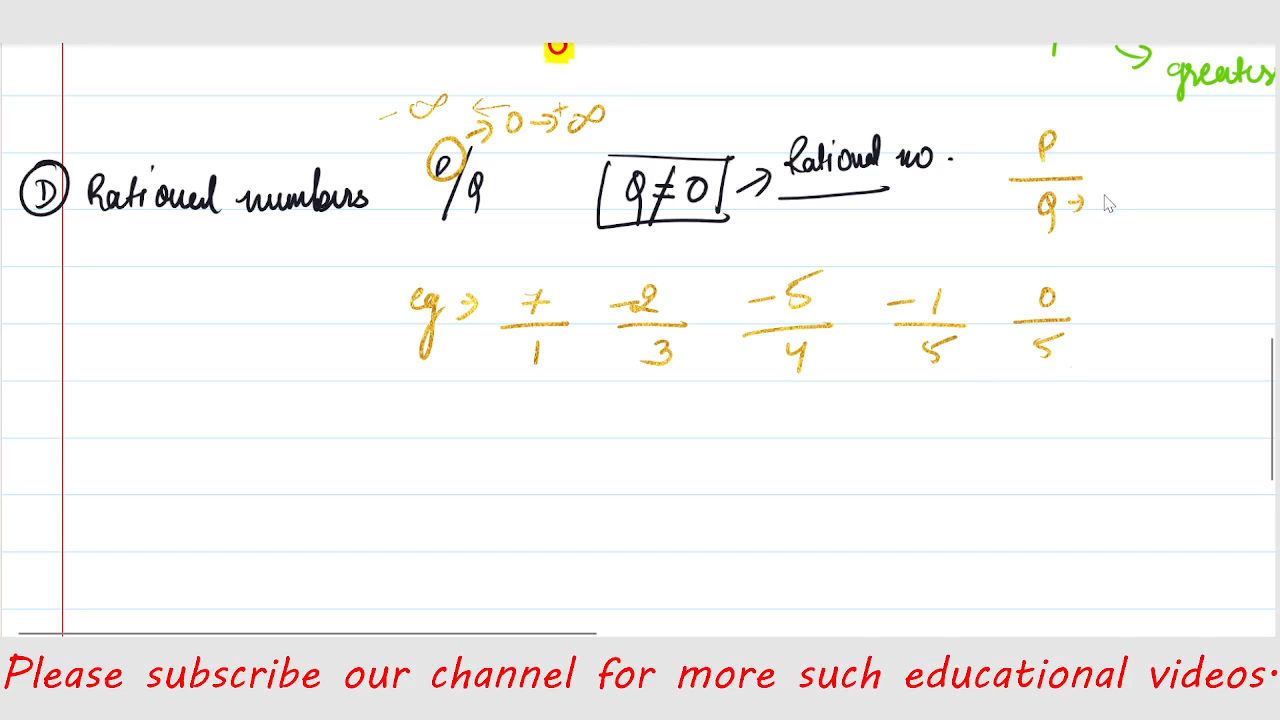 greates
- ∞ ← 0 → + ∞
D Rational numbers P/Q Q ≠ 0 → Rational no. P/Q →
eg → 7/1 -2/3 -5/4 -1/5 0/5
Please subscribe our channel for more such educational videos.